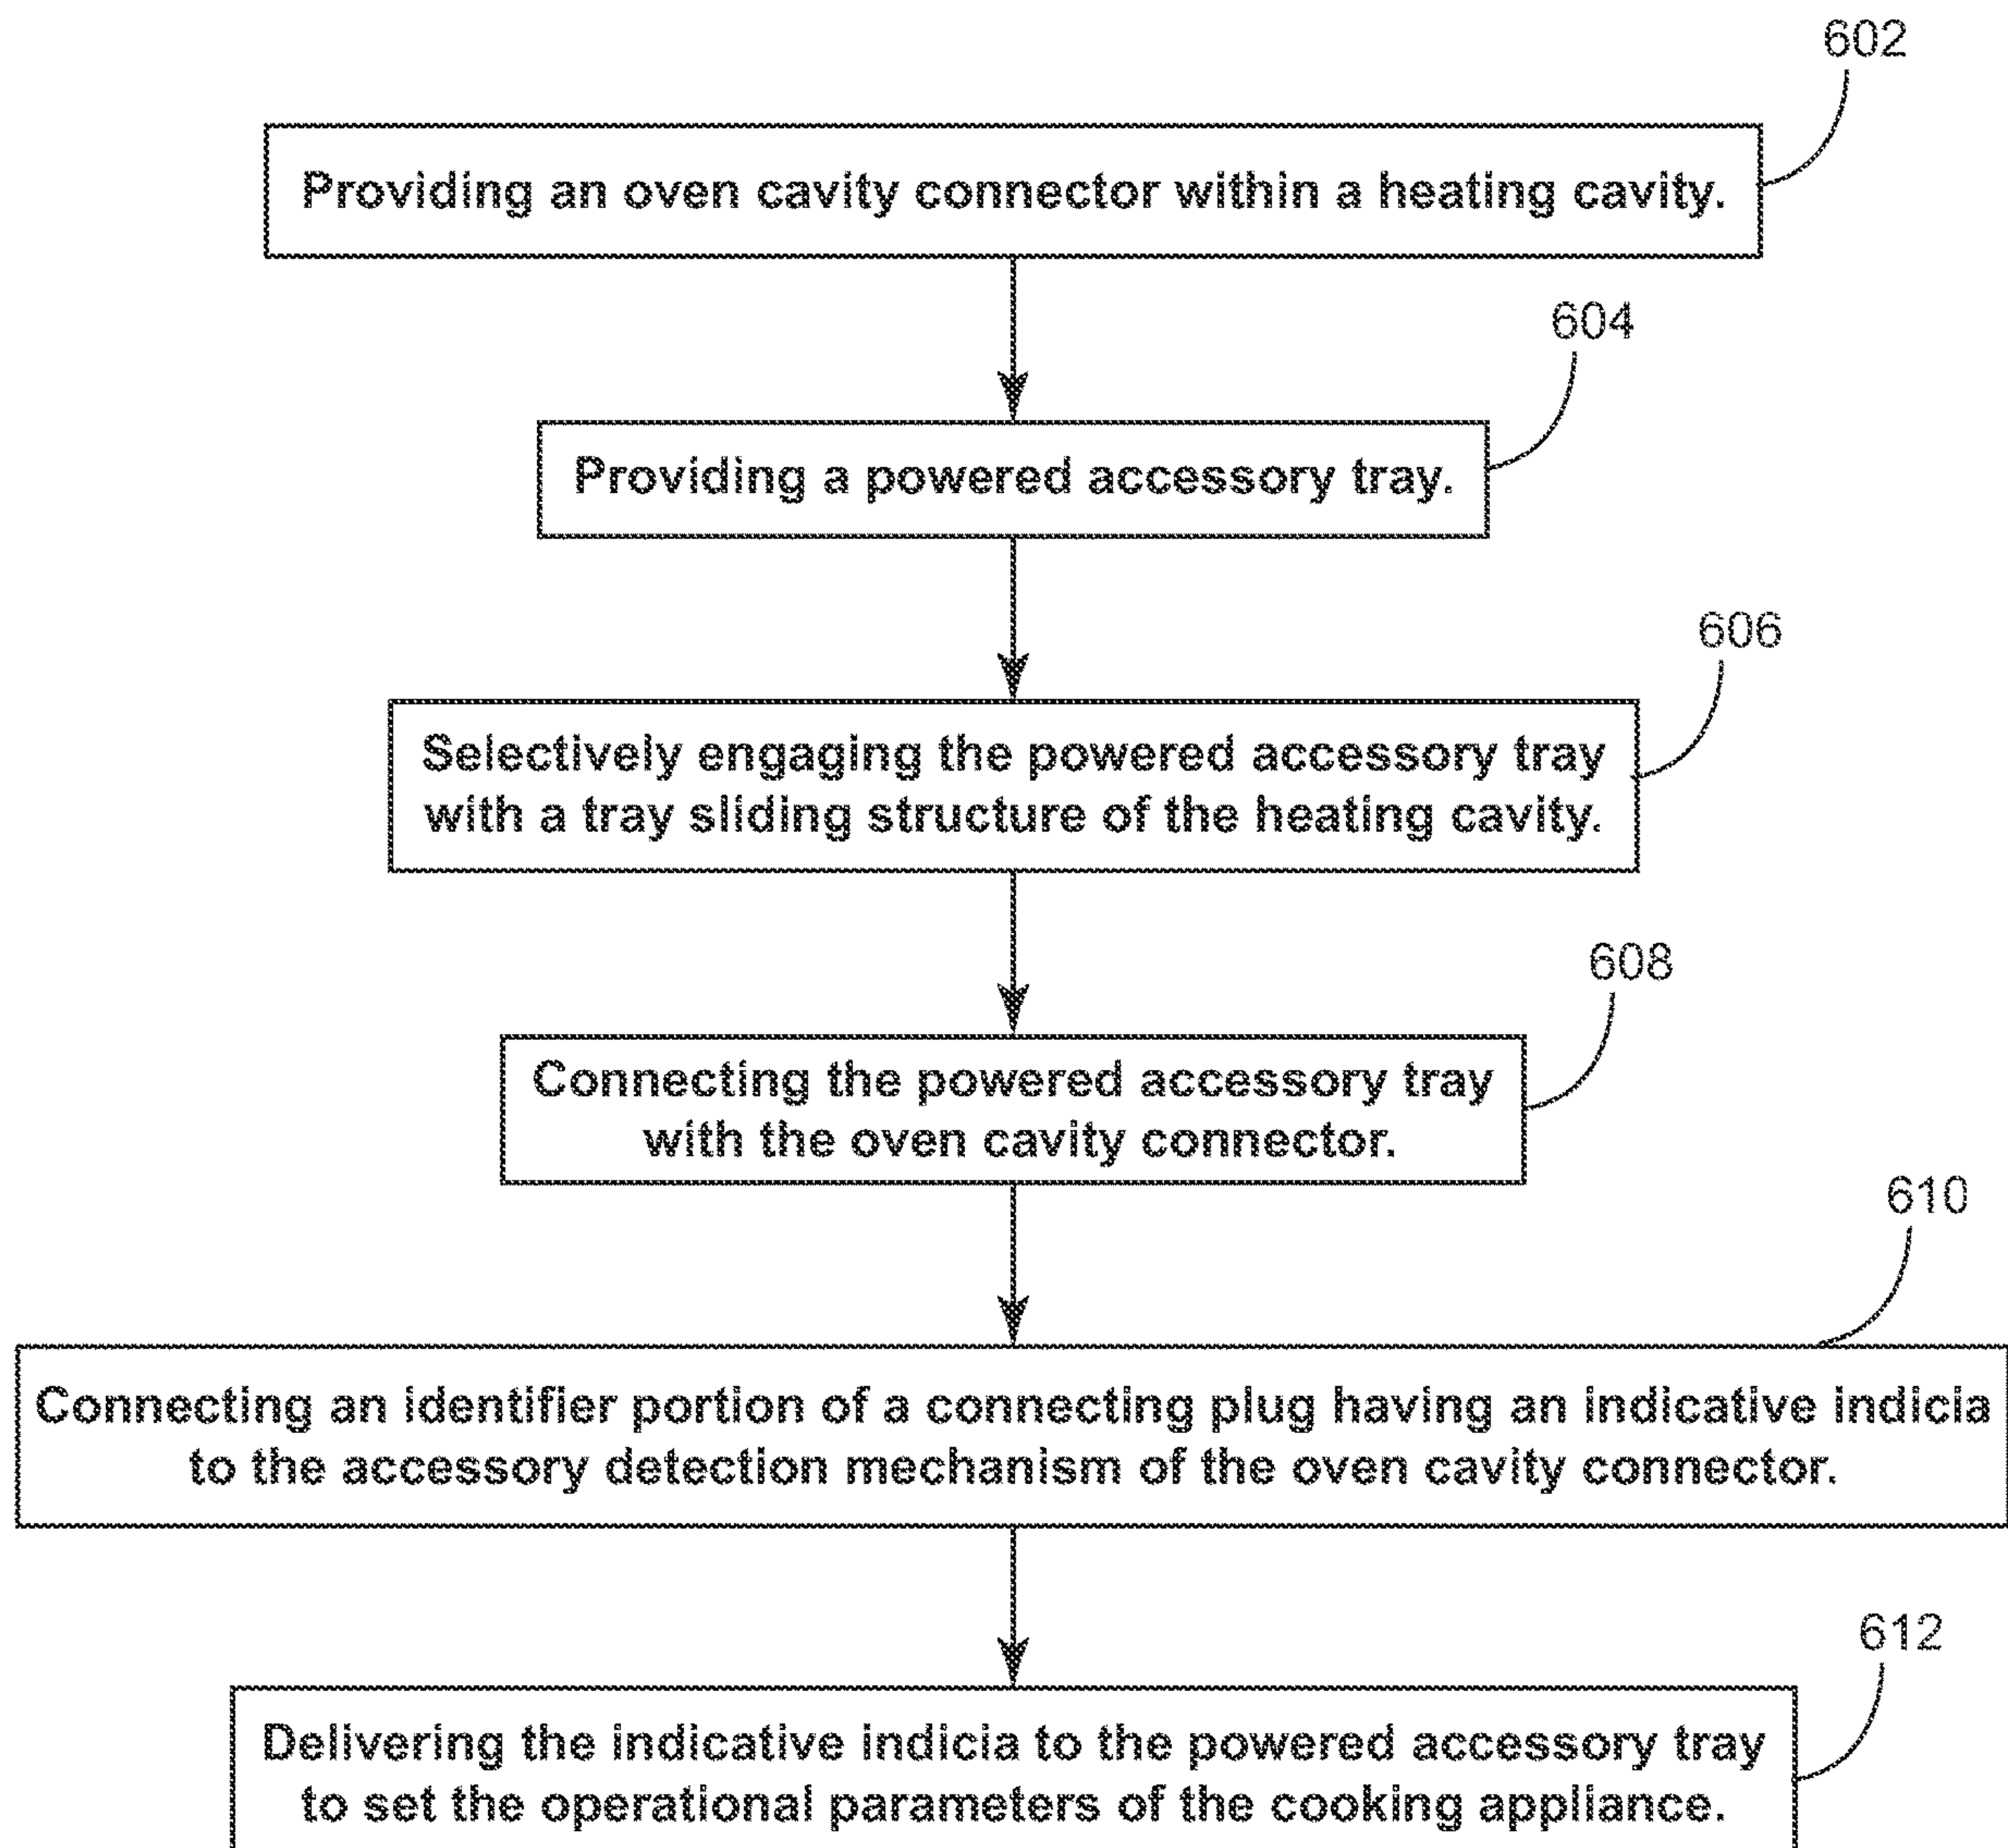 602
Providing an oven cavity connector within a heating cavity.
604
Providing a powered accessory tray.
606
Selectively engaging the powered accessory tray
with a tray sliding structure of the heating cavity.
608
Connecting the powered accessory tray
with the oven cavity connector.
610
Connecting an identifier portion of a connecting plug having an indicative indicia
to the accessory detection mechanism of the oven cavity connector.
612
Delivering the indicative indicia to the powered accessory tray
to set the operational parameters of the cooking appliance.